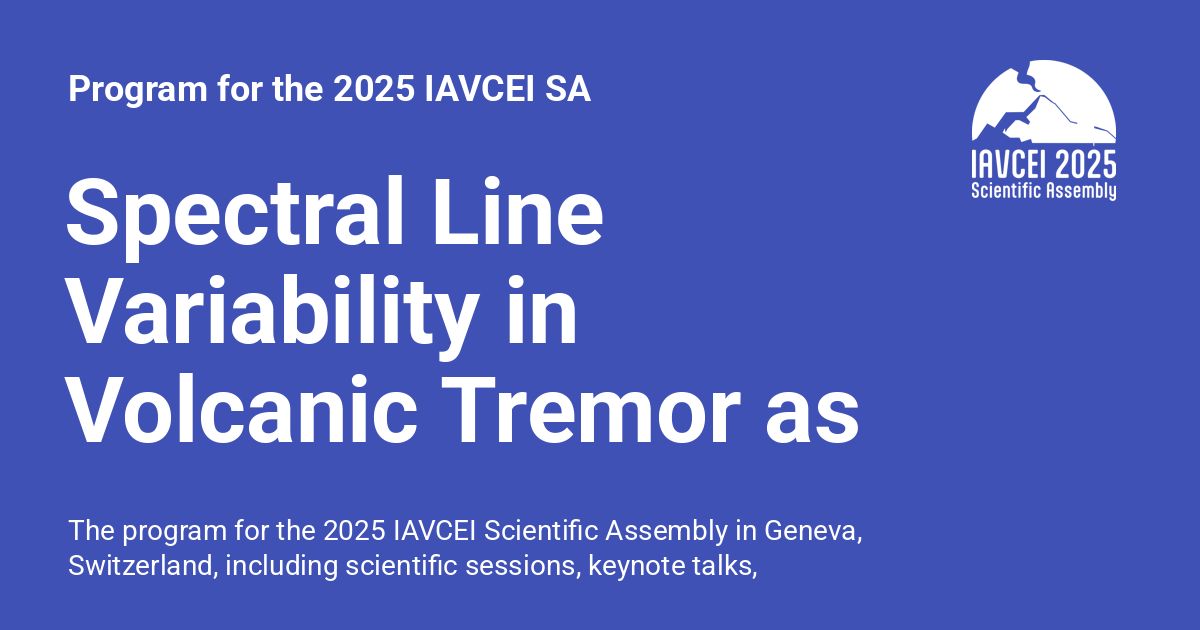 Program for the 2025 IAVCEI SA
IAVCEI 2025
Scientific Assembly
Spectral Line
Variability in
Volcanic Tremor as
The program for the 2025 IAVCEI Scientific Assembly in Geneva,
Switzerland, including scientific sessions, keynote talks,